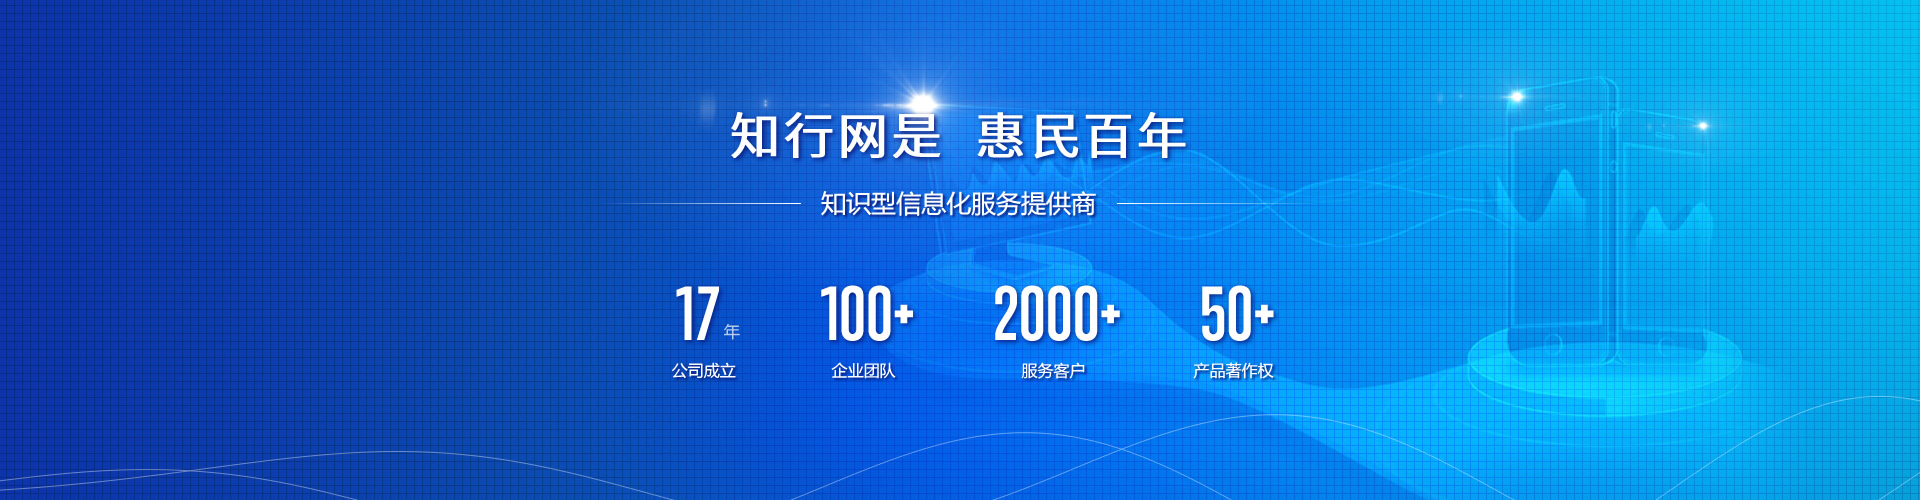 知行网是 惠民百年
知识型信息化服务提供商
17年 100+ 2000+ 50+
公司成立 企业团队 服务客户 产品著作权